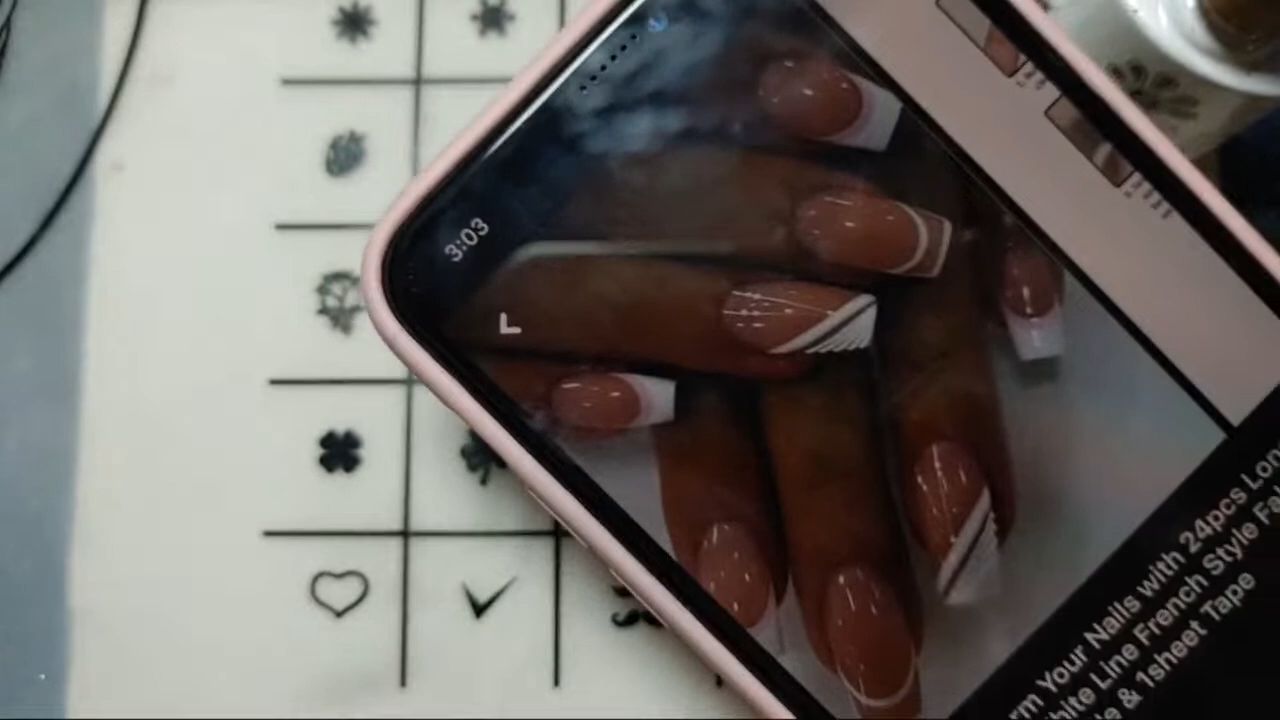 3:03
rm Your Nails with 24pcs Lon
hite Line French Style Fa
& 1sheet Tape